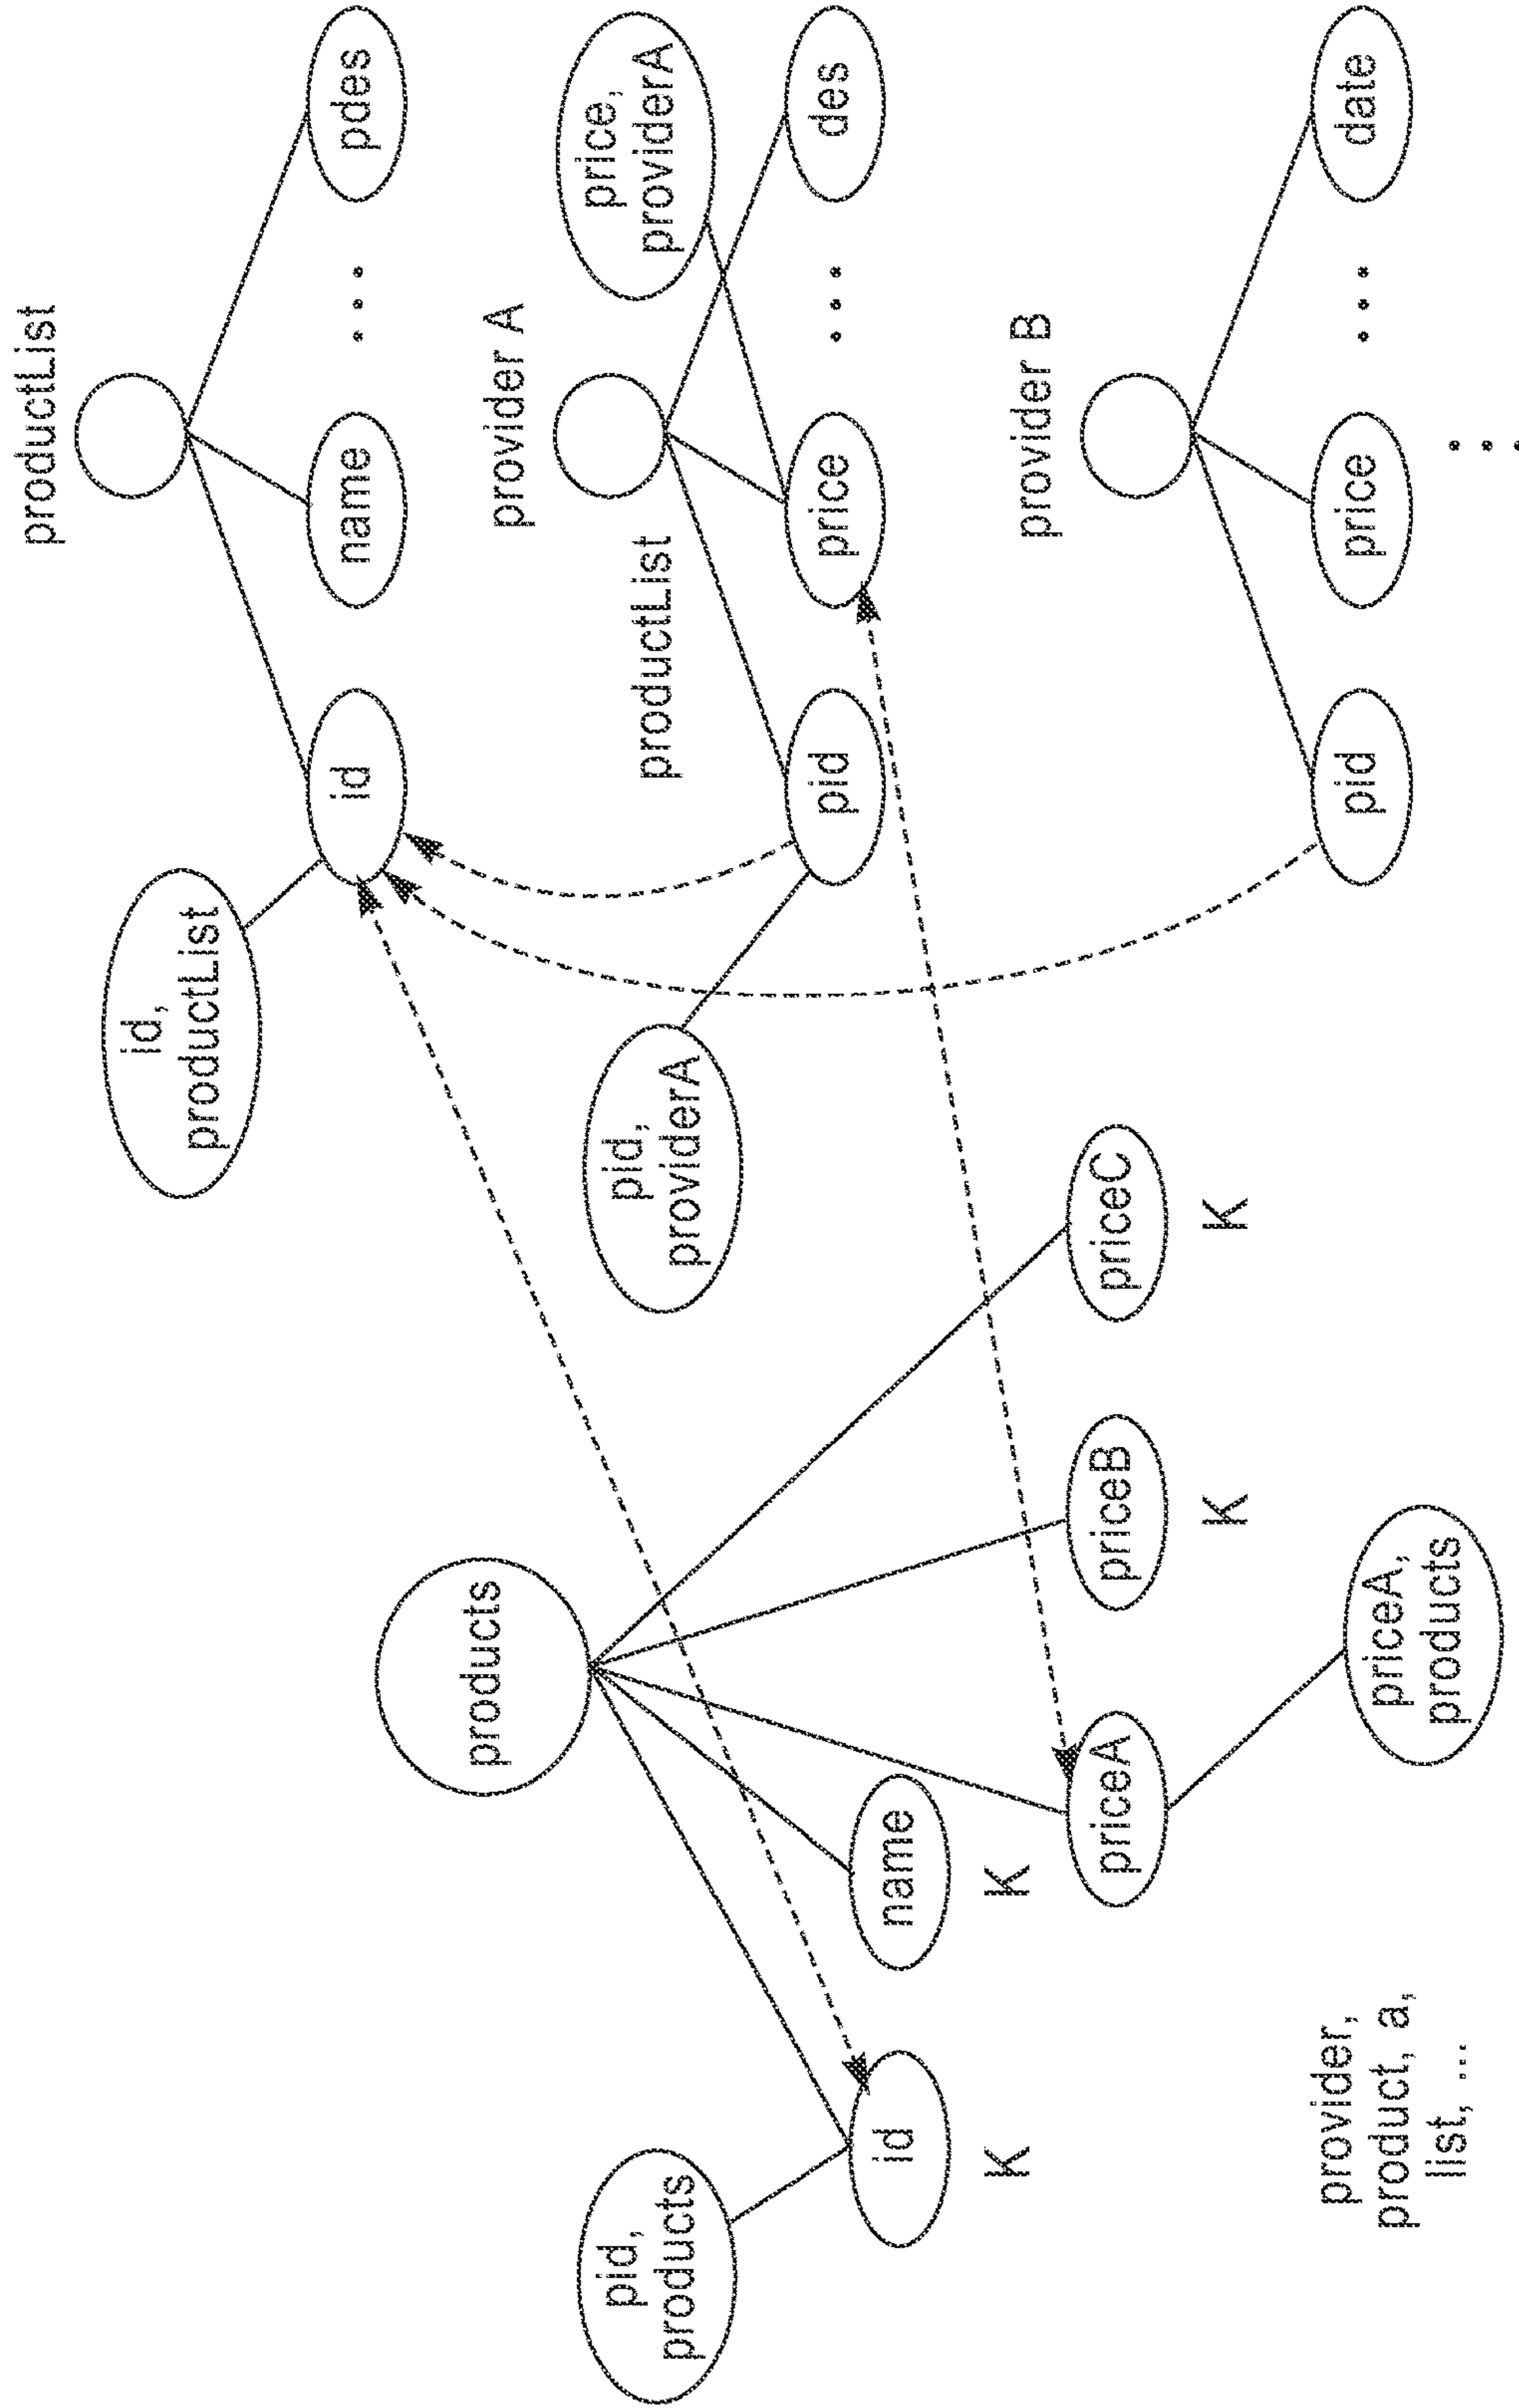 pid,
products
id
K
name
K
products
priceA
priceA,
products
priceB
K
priceC
K
provider,
product, a,
list, ...
productList
id,
productList
id
name
...
pdes
provider A
productList
pid,
providerA
pid
price
...
price,
providerA
des
provider B
pid
price
...
date
...